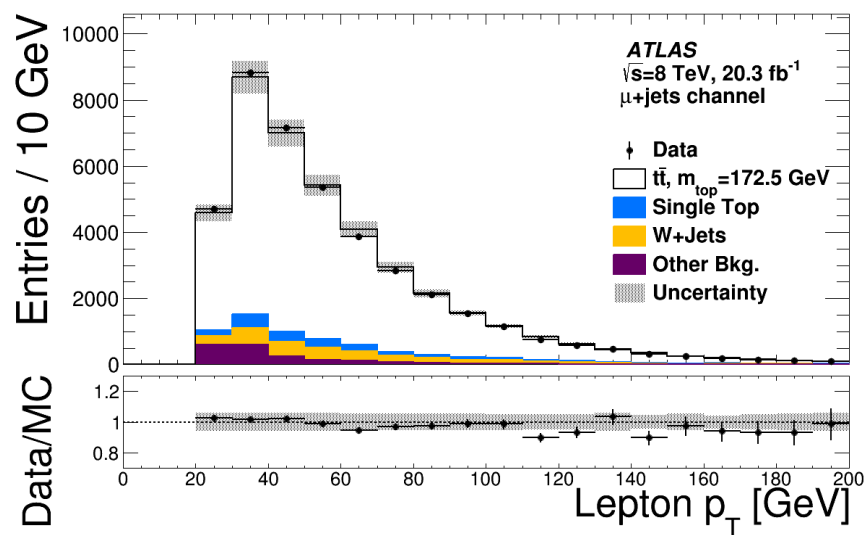 Entries / 10 GeV
10000
8000
6000
4000
2000
0
ATLAS
√s=8 TeV, 20.3 fb⁻¹
μ+jets channel
Data
tt̄, m_top=172.5 GeV
Single Top
W+Jets
Other Bkg.
Uncertainty
Data/MC
1.2
1
0.8
0 20 40 60 80 100 120 140 160 180 200
Lepton p_T [GeV]